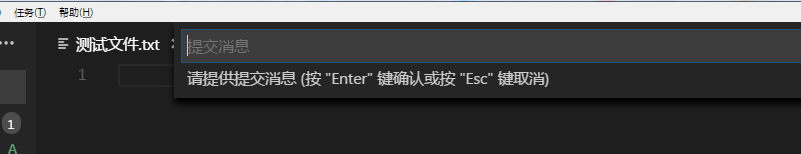 任务(T) 帮助(H)
··· 测试文件.txt ×
提交消息
1
请提供提交消息 (按 "Enter" 键确认或按 "Esc" 键取消)
1
A